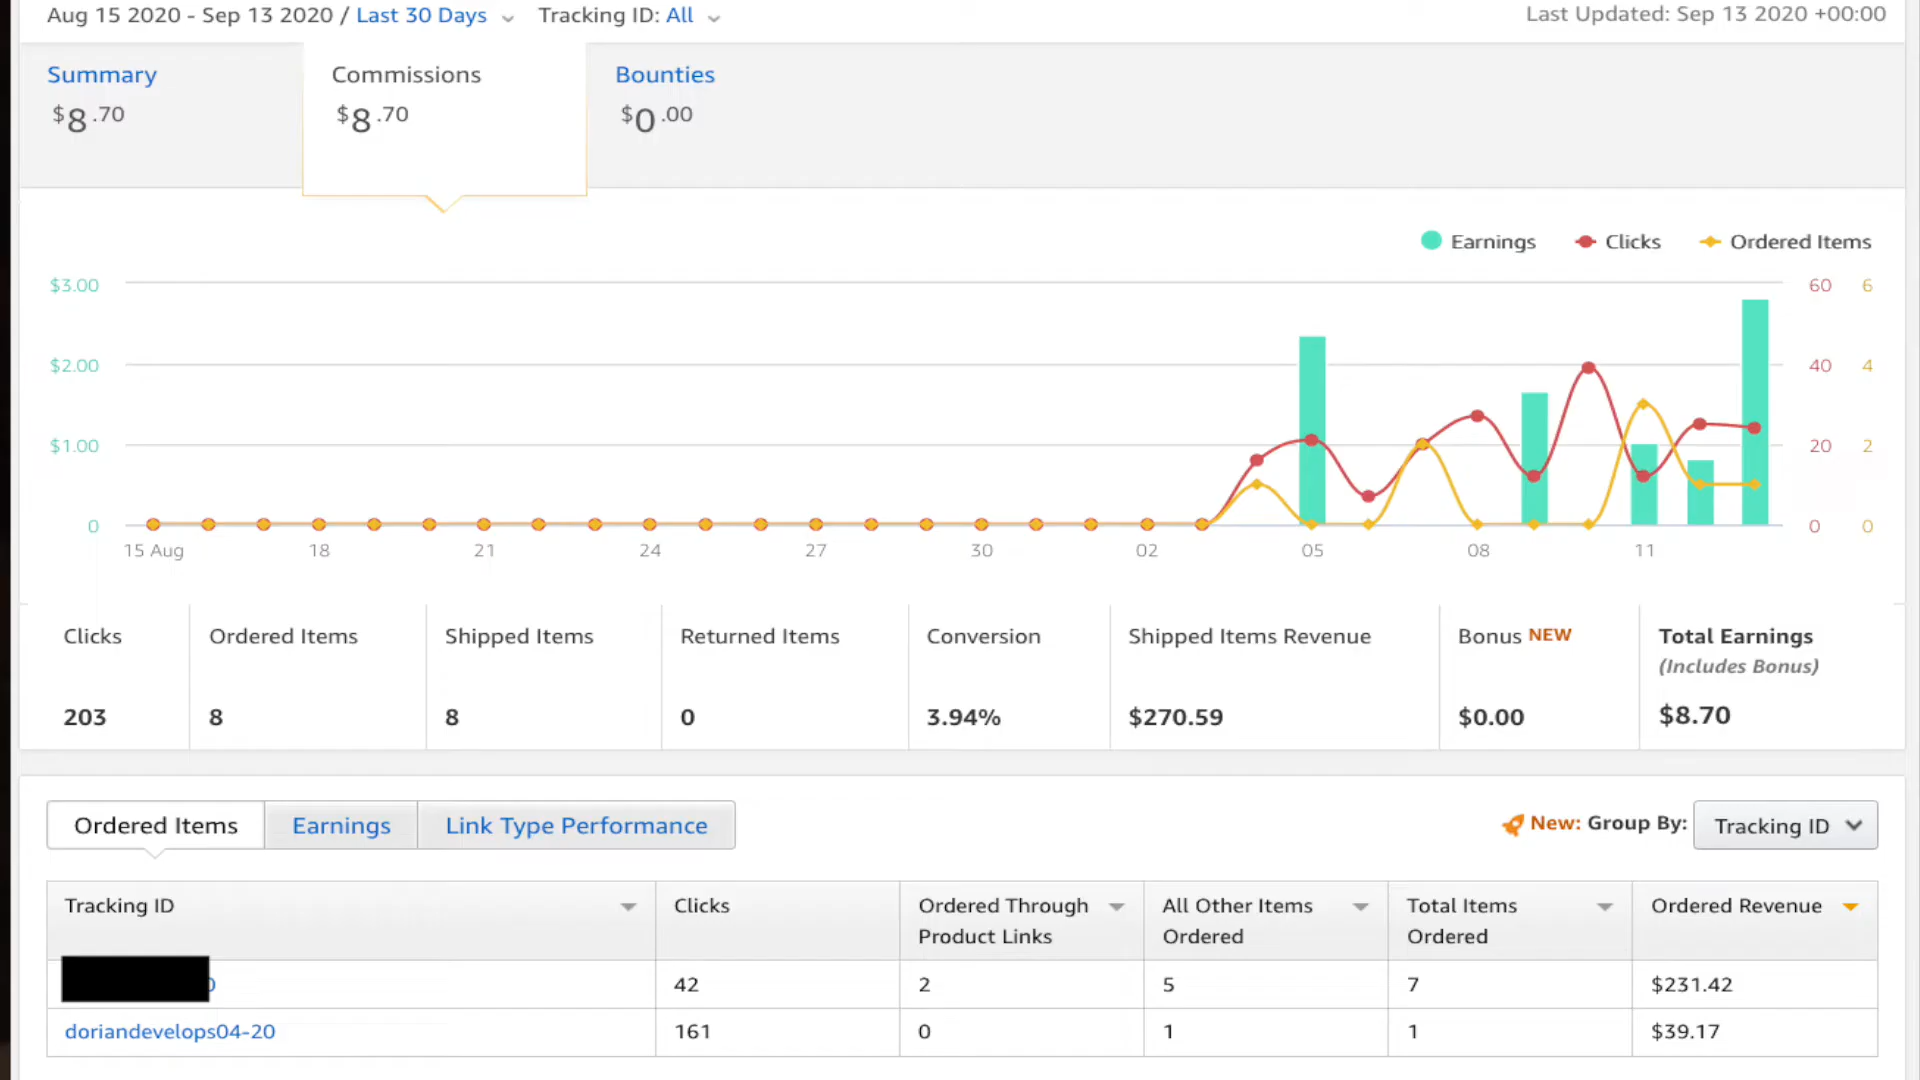 Aug 15 2020 - Sep 13 2020 / Last 30 Days Tracking ID: All Last Updated: Sep 13 2020 +00:00
Summary Commissions Bounties
$8.70 $8.70 $0.00
Earnings Clicks Ordered Items
$3.00 60 6
$2.00 40 4
$1.00 20 2
0 0 0
15 Aug 18 21 24 27 30 02 05 08 11
Clicks Ordered Items Shipped Items Returned Items Conversion Shipped Items Revenue Bonus NEW Total Earnings
(Includes Bonus)
203 8 8 0 3.94% $270.59 $0.00 $8.70
Ordered Items Earnings Link Type Performance New: Group By: Tracking ID
Tracking ID Clicks Ordered Through All Other Items Total Items Ordered Revenue
Product Links Ordered Ordered
42 2 5 7 $231.42
doriandevelops04-20 161 0 1 1 $39.17